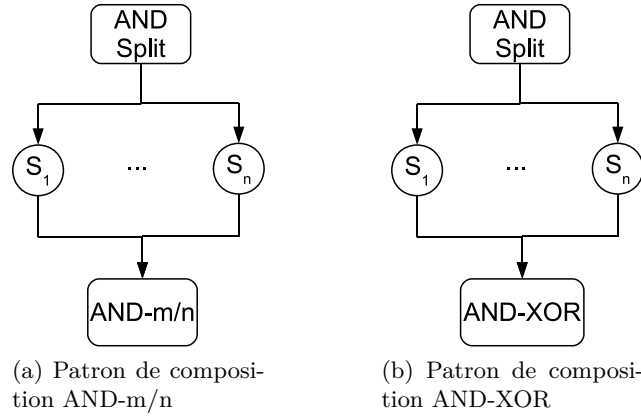 AND
Split
S1
...
Sn
AND-m/n
(a) Patron de composi-
tion AND-m/n
AND
Split
S1
...
Sn
AND-XOR
(b) Patron de composi-
tion AND-XOR